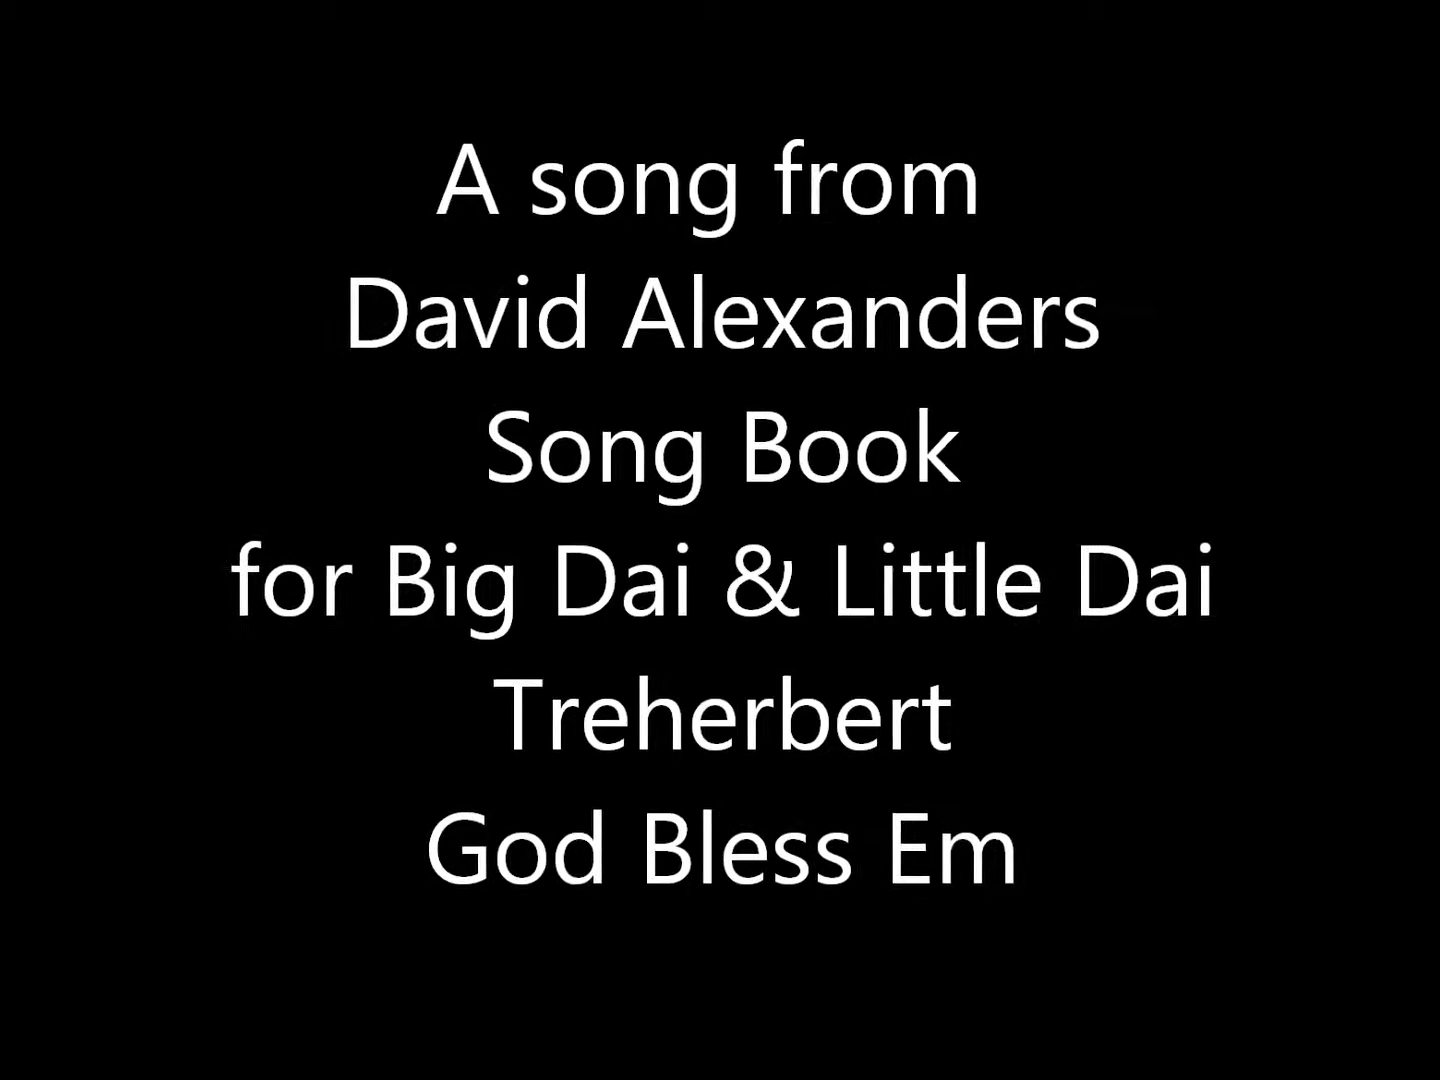 A song from
David Alexanders
Song Book
for Big Dai & Little Dai
Treherbert
God Bless Em